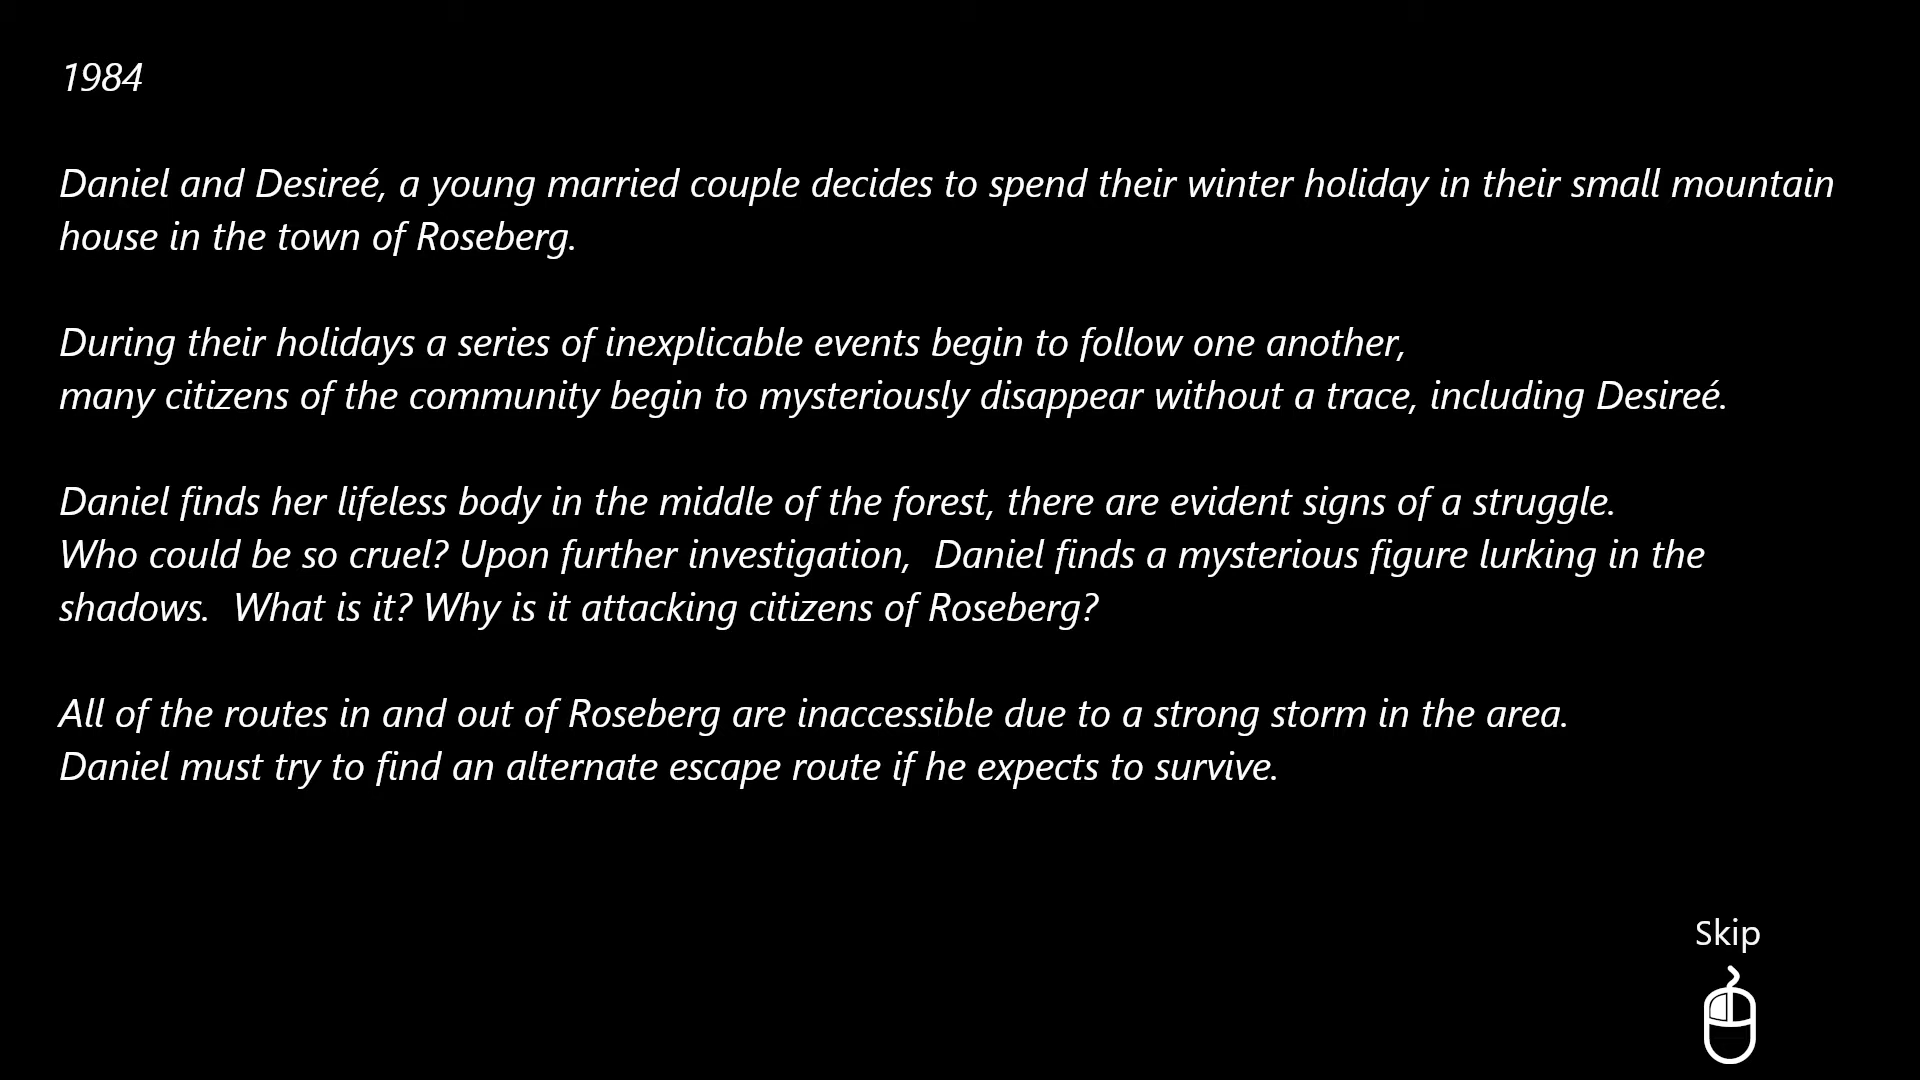 1984
Daniel and Desireé, a young married couple decides to spend their winter holiday in their small mountain
house in the town of Roseberg.
During their holidays a series of inexplicable events begin to follow one another,
many citizens of the community begin to mysteriously disappear without a trace, including Desireé.
Daniel finds her lifeless body in the middle of the forest, there are evident signs of a struggle.
Who could be so cruel? Upon further investigation,  Daniel finds a mysterious figure lurking in the
shadows.  What is it? Why is it attacking citizens of Roseberg?
All of the routes in and out of Roseberg are inaccessible due to a strong storm in the area.
Daniel must try to find an alternate escape route if he expects to survive.
Skip